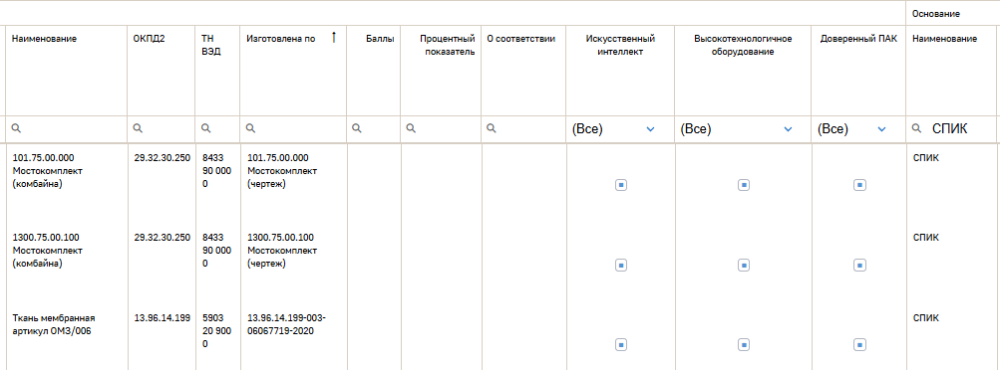 Основание
Наименование
ОКПД2
ТН
ВЭД
Изготовлена по
Баллы
Процентный
показатель
О соответствии
Искусственный
интеллект
Высокотехнологичное
оборудование
Доверенный ПАК
Наименование
(Все)
(Все)
(Все)
СПИК
101.75.00.000
Мостокомплект
(комбайна)
29.32.30.250
8433
90 000
0
101.75.00.000
Мостокомплект
(чертеж)
СПИК
1300.75.00.100
Мостокомплект
(комбайна)
29.32.30.250
8433
90 000
0
1300.75.00.100
Мостокомплект
(чертеж)
СПИК
Ткань мембранная
артикул ОМЗ/006
13.96.14.199
5903
20 900
0
13.96.14.199-003-
06067719-2020
СПИК